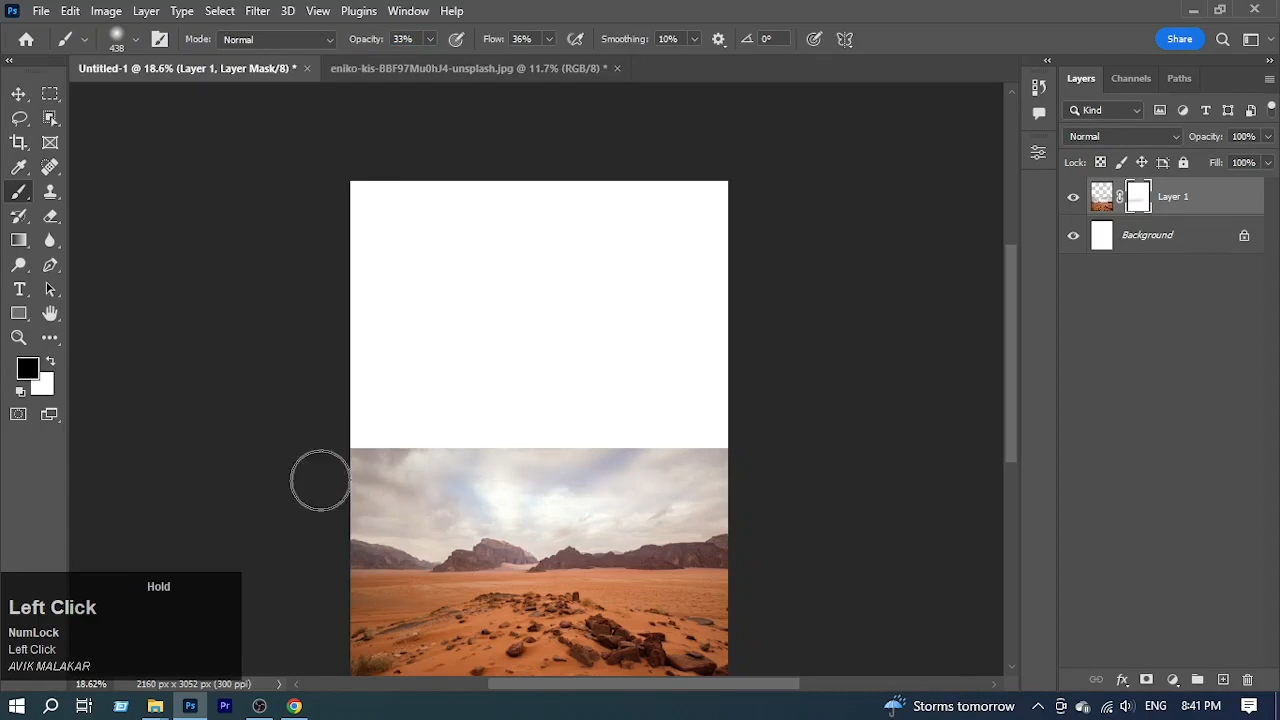 Ps File Edit Image Layer Type Select Filter 3D View Plugins Window Help
438 Mode: Normal Opacity: 33% Flow: 36% Smoothing: 10% 0° Share
Untitled-1 @ 18.6% (Layer 1, Layer Mask/8) * × eniko-kis-BBF97Mu0hJ4-unsplash.jpg @ 11.7% (RGB/8) * ×
Layers Channels Paths
Kind
Normal Opacity: 100%
Lock: Fill: 100%
Layer 1
Background
Hold
Left Click
NumLock
Left Click
AVIK MALAKAR
18.62% 2160 px x 3052 px (300 ppi)
Ps Pr Storms tomorrow ENG 8:41 PM